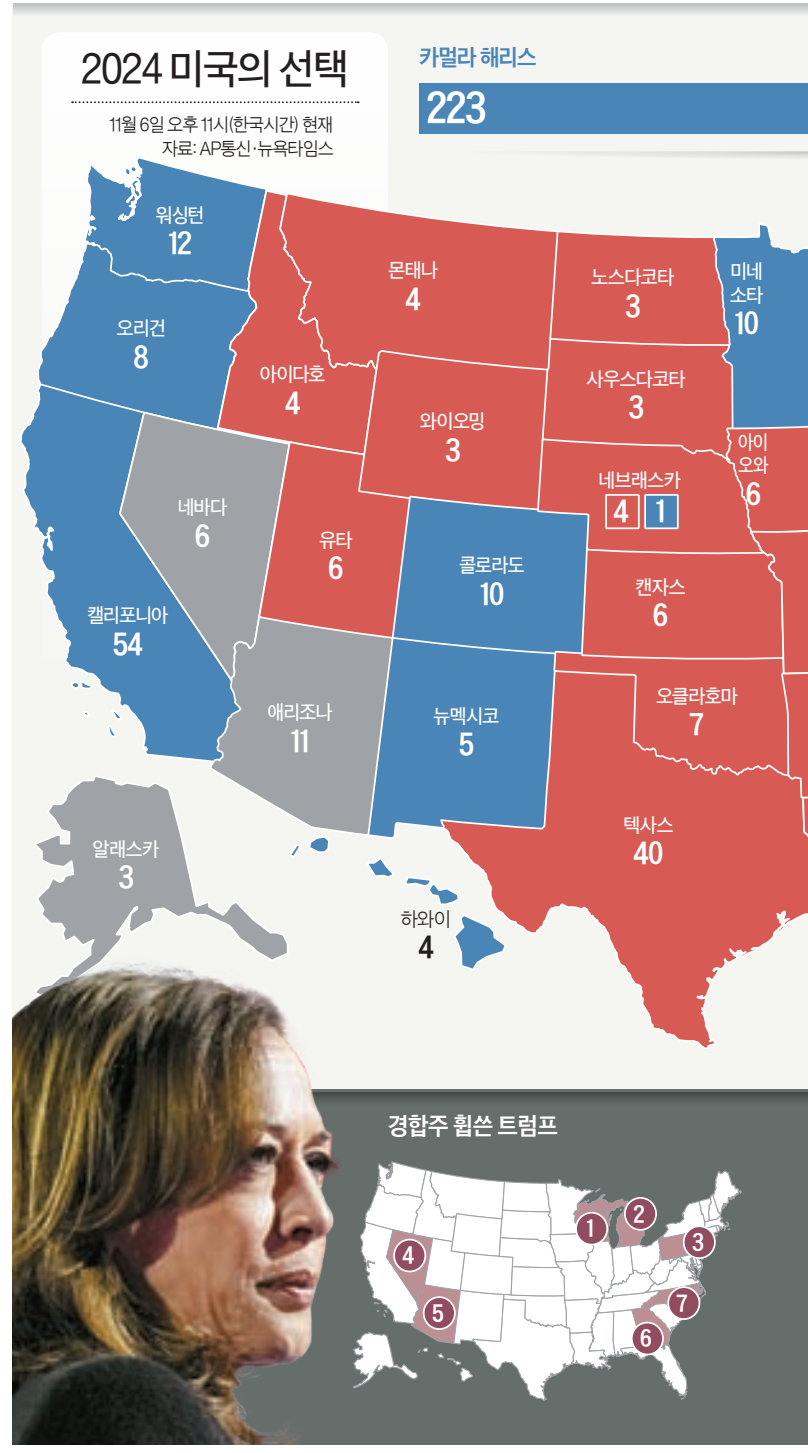 2024 미국의 선택
11월 6일 오후 11시(한국시간) 현재
자료: AP통신·뉴욕타임스
카멀라 해리스
223
워싱턴
12
오리건
8
몬태나
4
노스다코타
3
미네
소타
10
아이다호
4
와이오밍
3
사우스다코타
3
아이
오와
6
네바다
6
유타
6
네브래스카
4 1
콜로라도
10
캔자스
6
캘리포니아
54
애리조나
11
뉴멕시코
5
오클라호마
7
텍사스
40
알래스카
3
하와이
4
경합주 휩쓴 트럼프
1
2
3
4
5
7
6